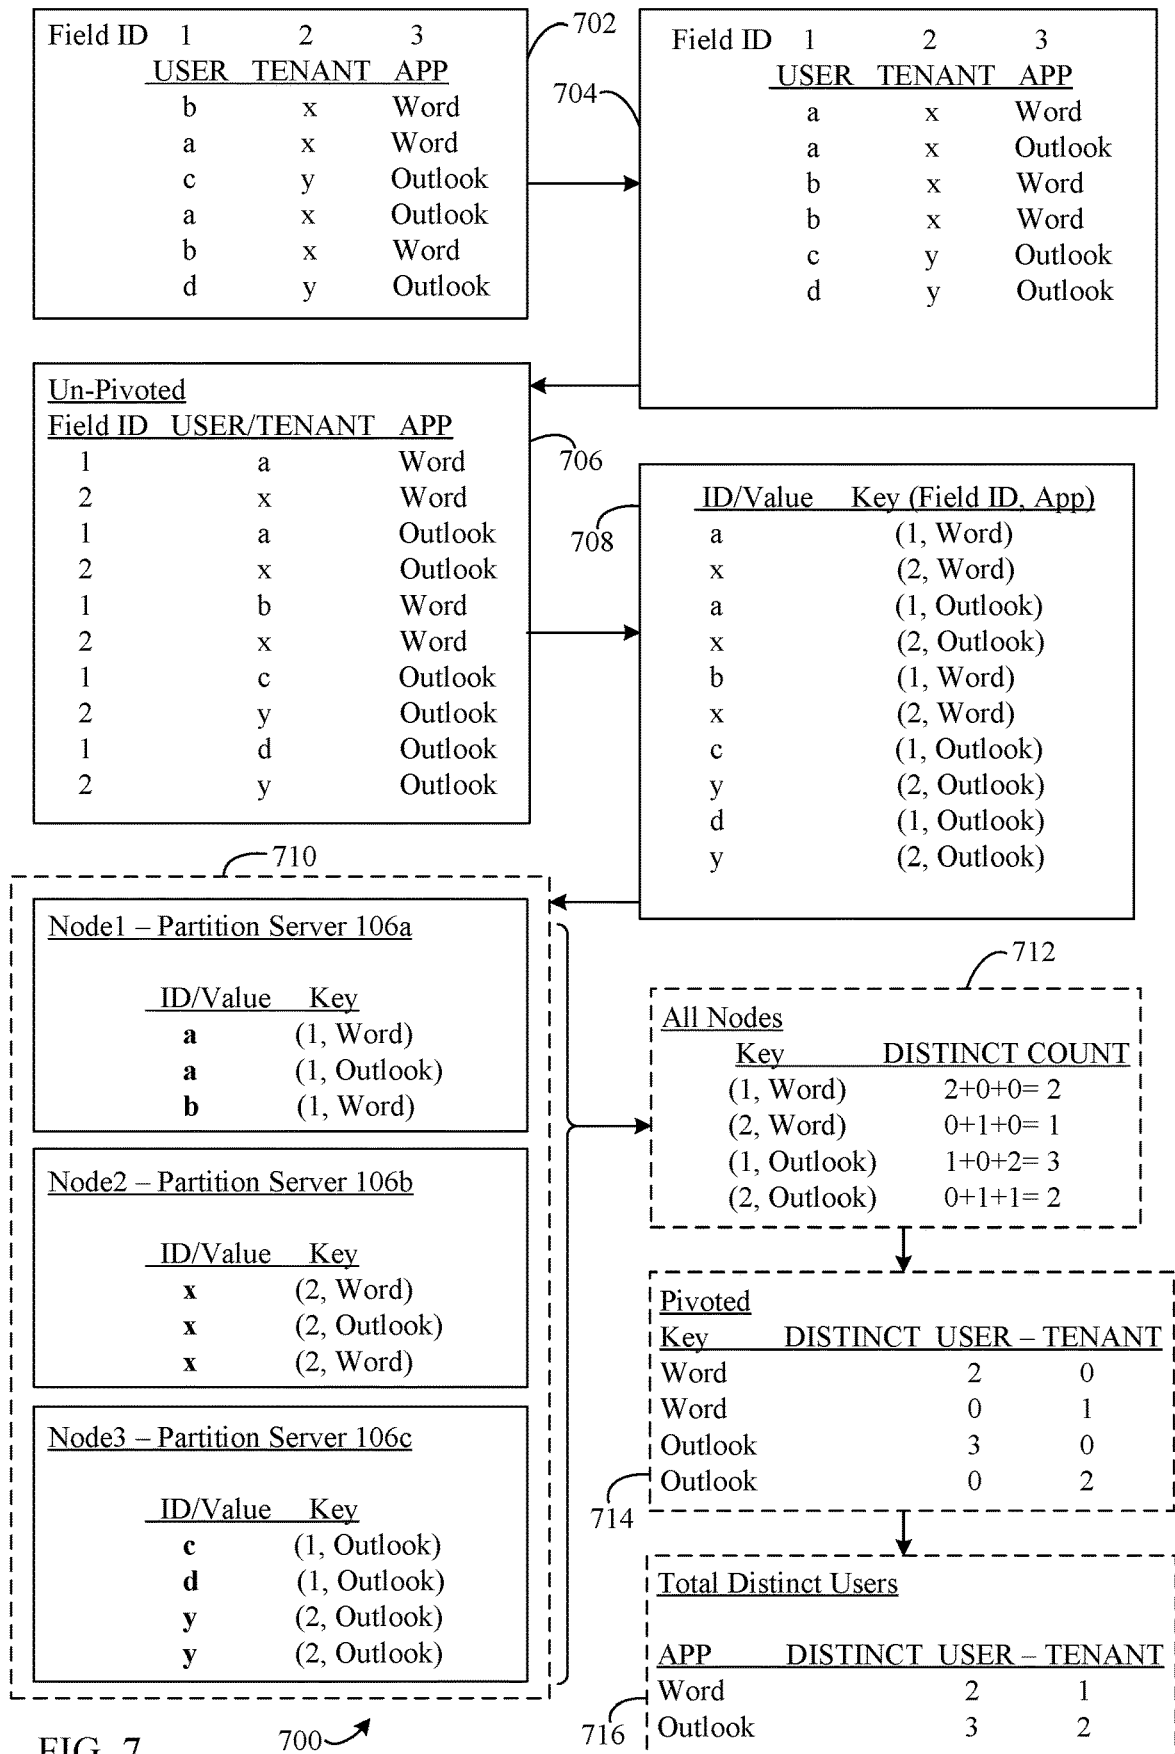 Field ID 1 2 3
USER TENANT APP
b x Word
a x Word
c y Outlook
a x Outlook
b x Word
d y Outlook
702
Field ID 1 2 3
USER TENANT APP
a x Word
a x Outlook
b x Word
b x Word
c y Outlook
d y Outlook
704
Un-Pivoted
Field ID USER/TENANT APP
1 a Word
2 x Word
1 a Outlook
2 x Outlook
1 b Word
2 x Word
1 c Outlook
2 y Outlook
1 d Outlook
2 y Outlook
706
ID/Value Key (Field ID, App)
a (1, Word)
x (2, Word)
a (1, Outlook)
x (2, Outlook)
b (1, Word)
x (2, Word)
c (1, Outlook)
y (2, Outlook)
d (1, Outlook)
y (2, Outlook)
708
710
Node1 – Partition Server 106a
ID/Value Key
a (1, Word)
a (1, Outlook)
b (1, Word)
Node2 – Partition Server 106b
ID/Value Key
x (2, Word)
x (2, Outlook)
x (2, Word)
Node3 – Partition Server 106c
ID/Value Key
c (1, Outlook)
d (1, Outlook)
y (2, Outlook)
y (2, Outlook)
712
All Nodes
Key DISTINCT COUNT
(1, Word) 2+0+0= 2
(2, Word) 0+1+0= 1
(1, Outlook) 1+0+2= 3
(2, Outlook) 0+1+1= 2
Pivoted
Key DISTINCT USER – TENANT
Word 2 0
Word 0 1
Outlook 3 0
Outlook 0 2
714
Total Distinct Users
APP DISTINCT USER – TENANT
Word 2 1
Outlook 3 2
716
FIG. 7
700